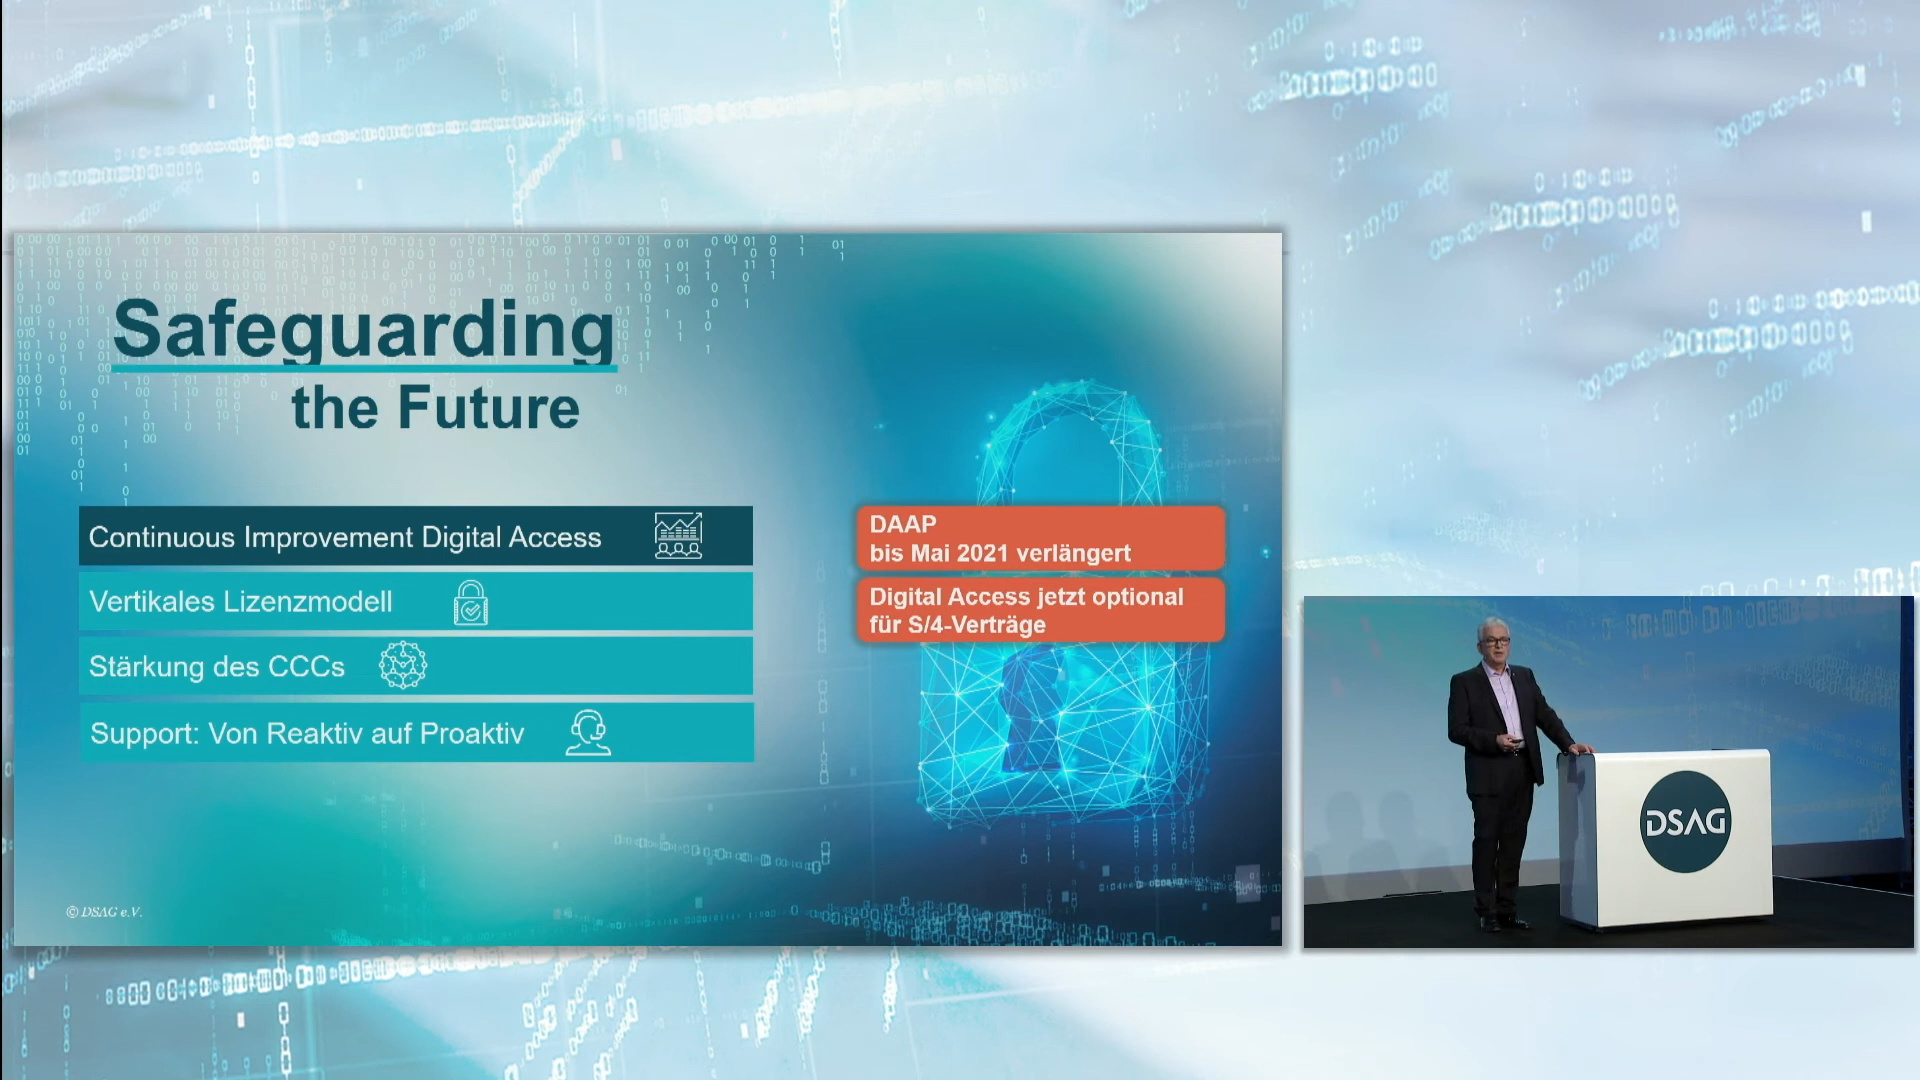 Safeguarding
the Future
Continuous Improvement Digital Access
Vertikales Lizenzmodell
Stärkung des CCCs
Support: Von Reaktiv auf Proaktiv
DAAP
bis Mai 2021 verlängert
Digital Access jetzt optional
für S/4-Verträge
© DSAG e.V.
DSAG